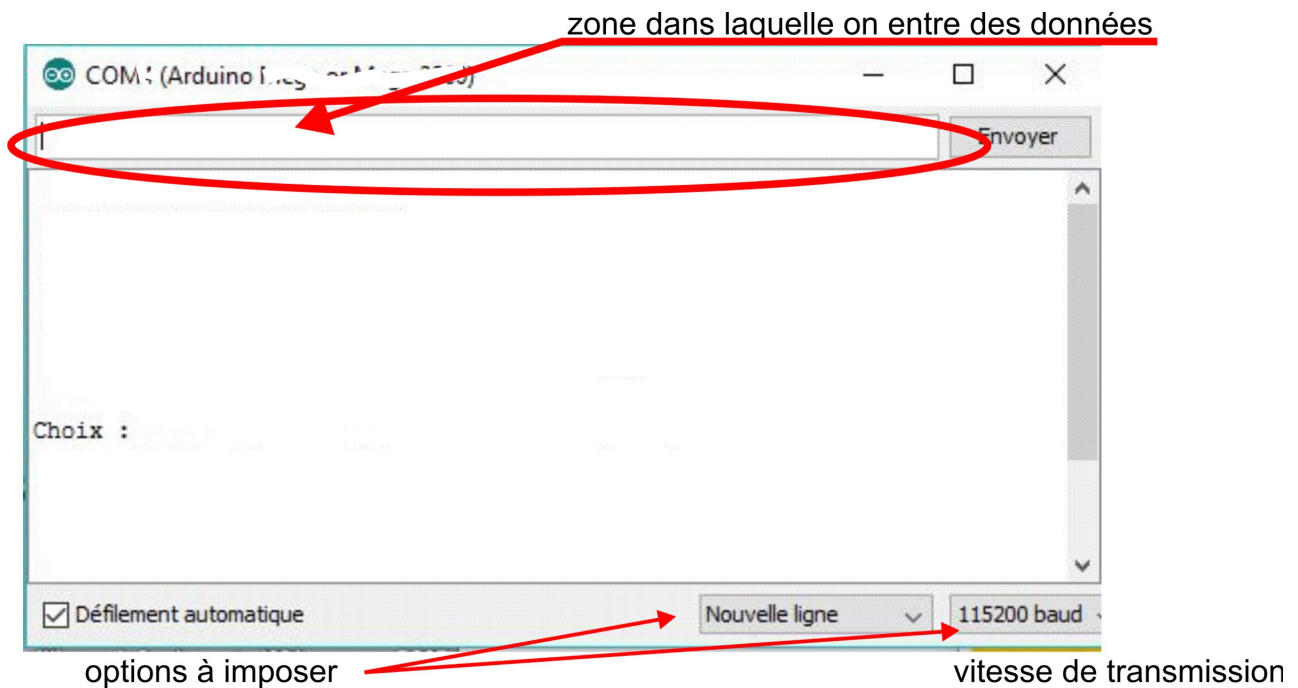 zone dans laquelle on entre des données
COM (Arduino
Envoyer
Choix :
Défilement automatique
Nouvelle ligne
115200 baud
options à imposer
vitesse de transmission